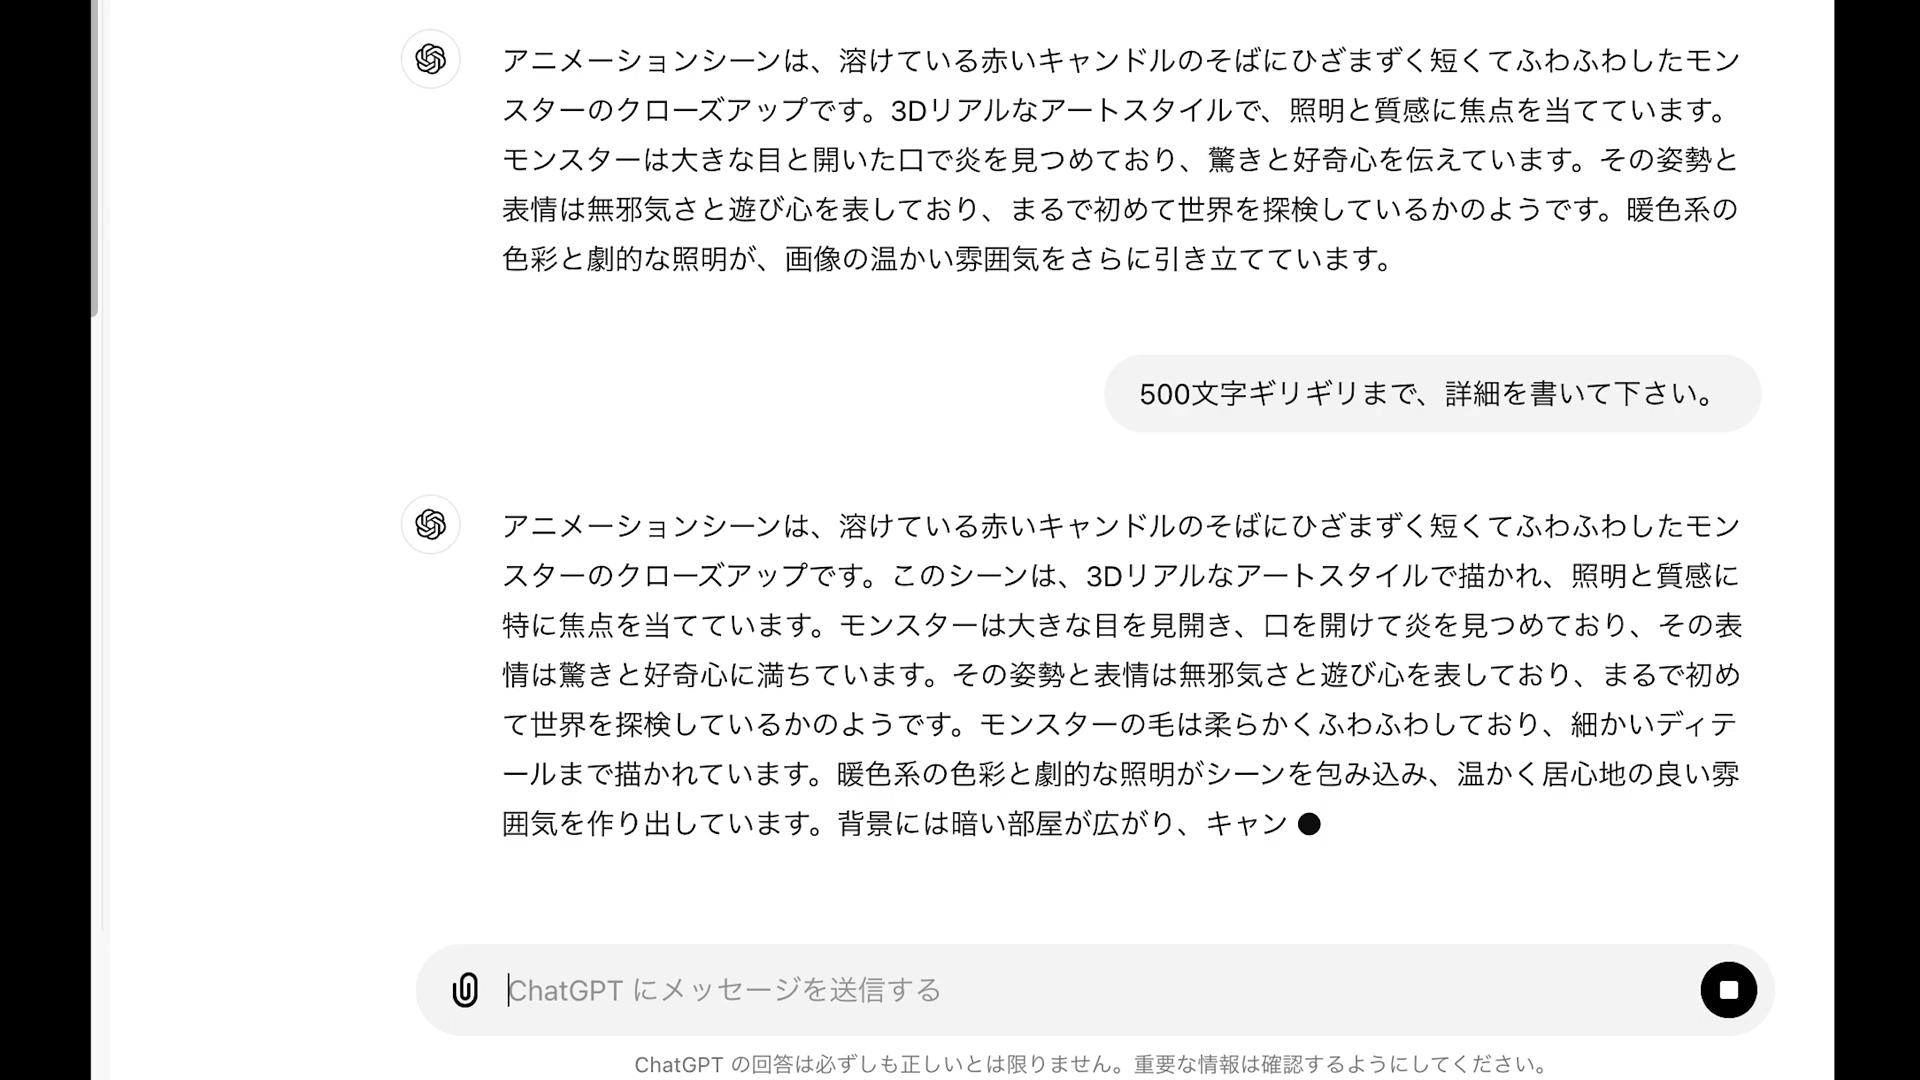 アニメーションシーンは、溶けている赤いキャンドルのそばにひざまずく短くてふわふわしたモン
スターのクローズアップです。3Dリアルなアートスタイルで、照明と質感に焦点を当てています。
モンスターは大きな目と開いた口で炎を見つめており、驚きと好奇心を伝えています。その姿勢と
表情は無邪気さと遊び心を表しており、まるで初めて世界を探検しているかのようです。暖色系の
色彩と劇的な照明が、画像の温かい雰囲気をさらに引き立てています。
500文字ギリギリまで、詳細を書いて下さい。
アニメーションシーンは、溶けている赤いキャンドルのそばにひざまずく短くてふわふわしたモン
スターのクローズアップです。このシーンは、3Dリアルなアートスタイルで描かれ、照明と質感に
特に焦点を当てています。モンスターは大きな目を見開き、口を開けて炎を見つめており、その表
情は驚きと好奇心に満ちています。その姿勢と表情は無邪気さと遊び心を表しており、まるで初め
て世界を探検しているかのようです。モンスターの毛は柔らかくふわふわしており、細かいディテ
ールまで描かれています。暖色系の色彩と劇的な照明がシーンを包み込み、温かく居心地の良い雰
囲気を作り出しています。背景には暗い部屋が広がり、キャン
ChatGPT にメッセージを送信する
ChatGPT の回答は必ずしも正しいとは限りません。重要な情報は確認するようにしてください。